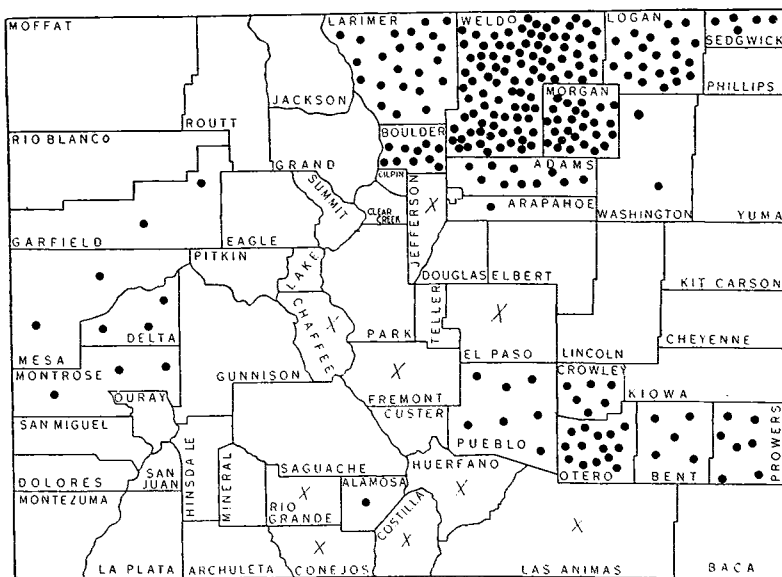 MOFFAT
LARIMER
WELDO
LOGAN
SEDGWICK
PHILLIPS
JACKSON
MORGAN
ROUTT
RIO BLANCO
BOULDER
GRAND
GILPIN
ADAMS
SUMMIT
CLEAR CREEK
JEFFERSON
X
ARAPAHOE
WASHINGTON
YUMA
GARFIELD
EAGLE
PITKIN
LAKE
DOUGLAS
ELBERT
KIT CARSON
CHAFFEE
X
TELLER
X
DELTA
PARK
CHEYENNE
MESA
EL PASO
LINCOLN
MONTROSE
GUNNISON
X
CROWLEY
OURAY
FREMONT
KIOWA
CUSTER
SAN MIGUEL
PUEBLO
POWERS
HINSDALE
MINERAL
SAGUACHE
HUERFANO
OTERO
BENT
DOLORES
SAN JUAN
ALAMOSA
X
MONTEZUMA
X
RIO GRANDE
COSTILLA
X
X
X
LA PLATA
ARCHULETA
CONEJOS
LAS ANIMAS
BACA